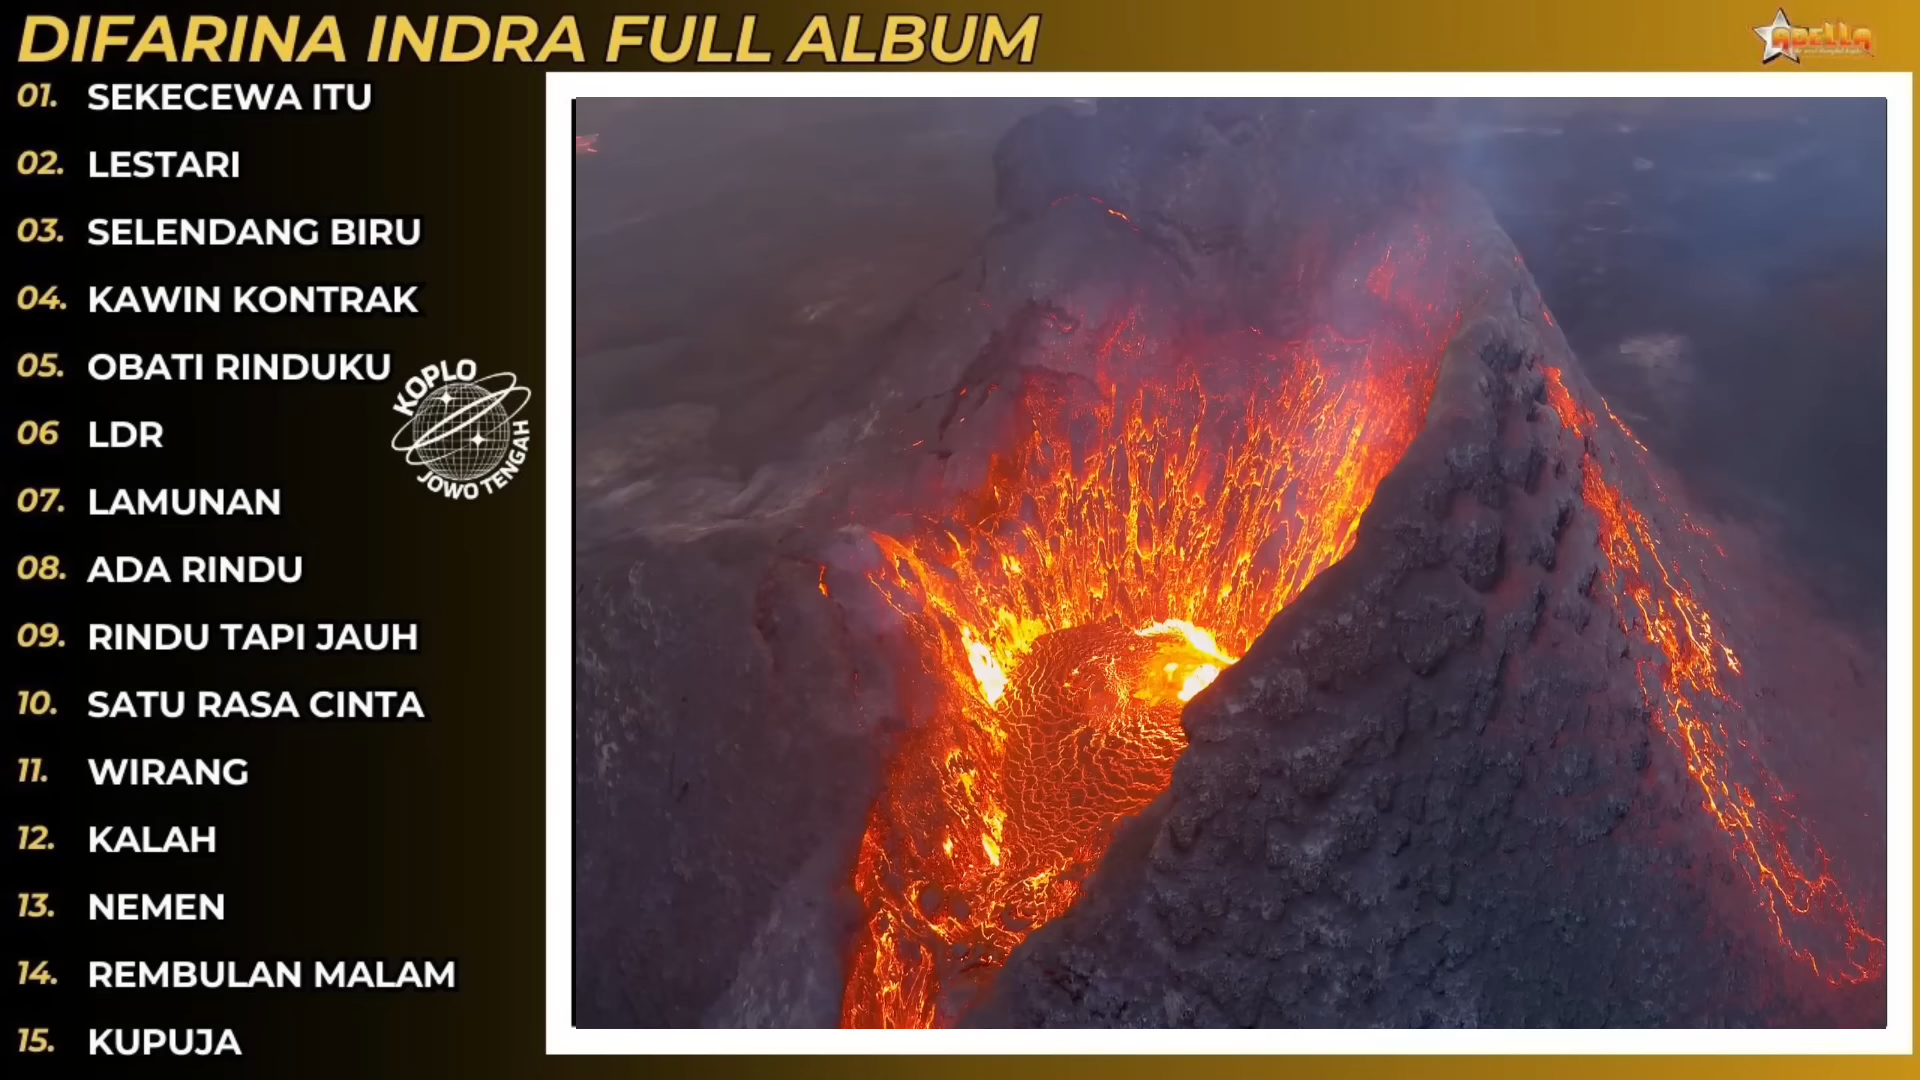 DIFARINA INDRA FULL ALBUM
ADELLA
01. SEKECEWA ITU
02. LESTARI
03. SELENDANG BIRU
04. KAWIN KONTRAK
05. OBATI RINDUKU
06 LDR
07. LAMUNAN
08. ADA RINDU
09. RINDU TAPI JAUH
10. SATU RASA CINTA
11. WIRANG
12. KALAH
13. NEMEN
14. REMBULAN MALAM
15. KUPUJA
KOPLO
JOWO TENGAH